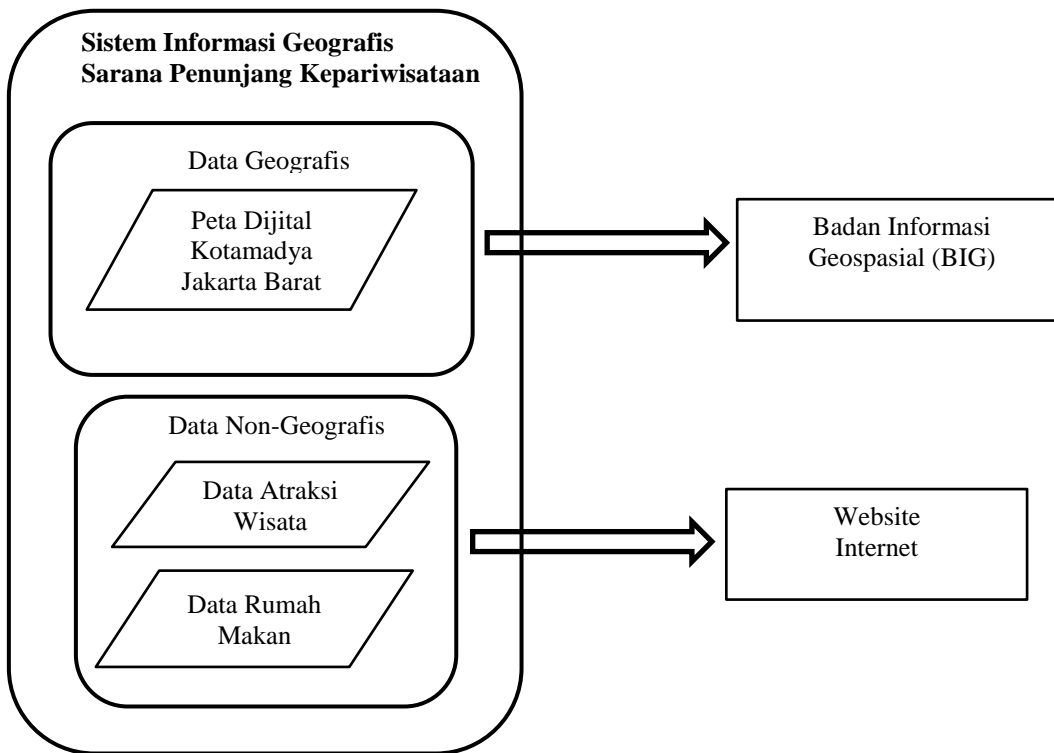 Sistem Informasi Geografis
Sarana Penunjang Kepariwisataan
Data Geografis
Peta Dijital
Kotamadya
Jakarta Barat
Badan Informasi
Geospasial (BIG)
Data Non-Geografis
Data Atraksi
Wisata
Data Rumah
Makan
Website
Internet